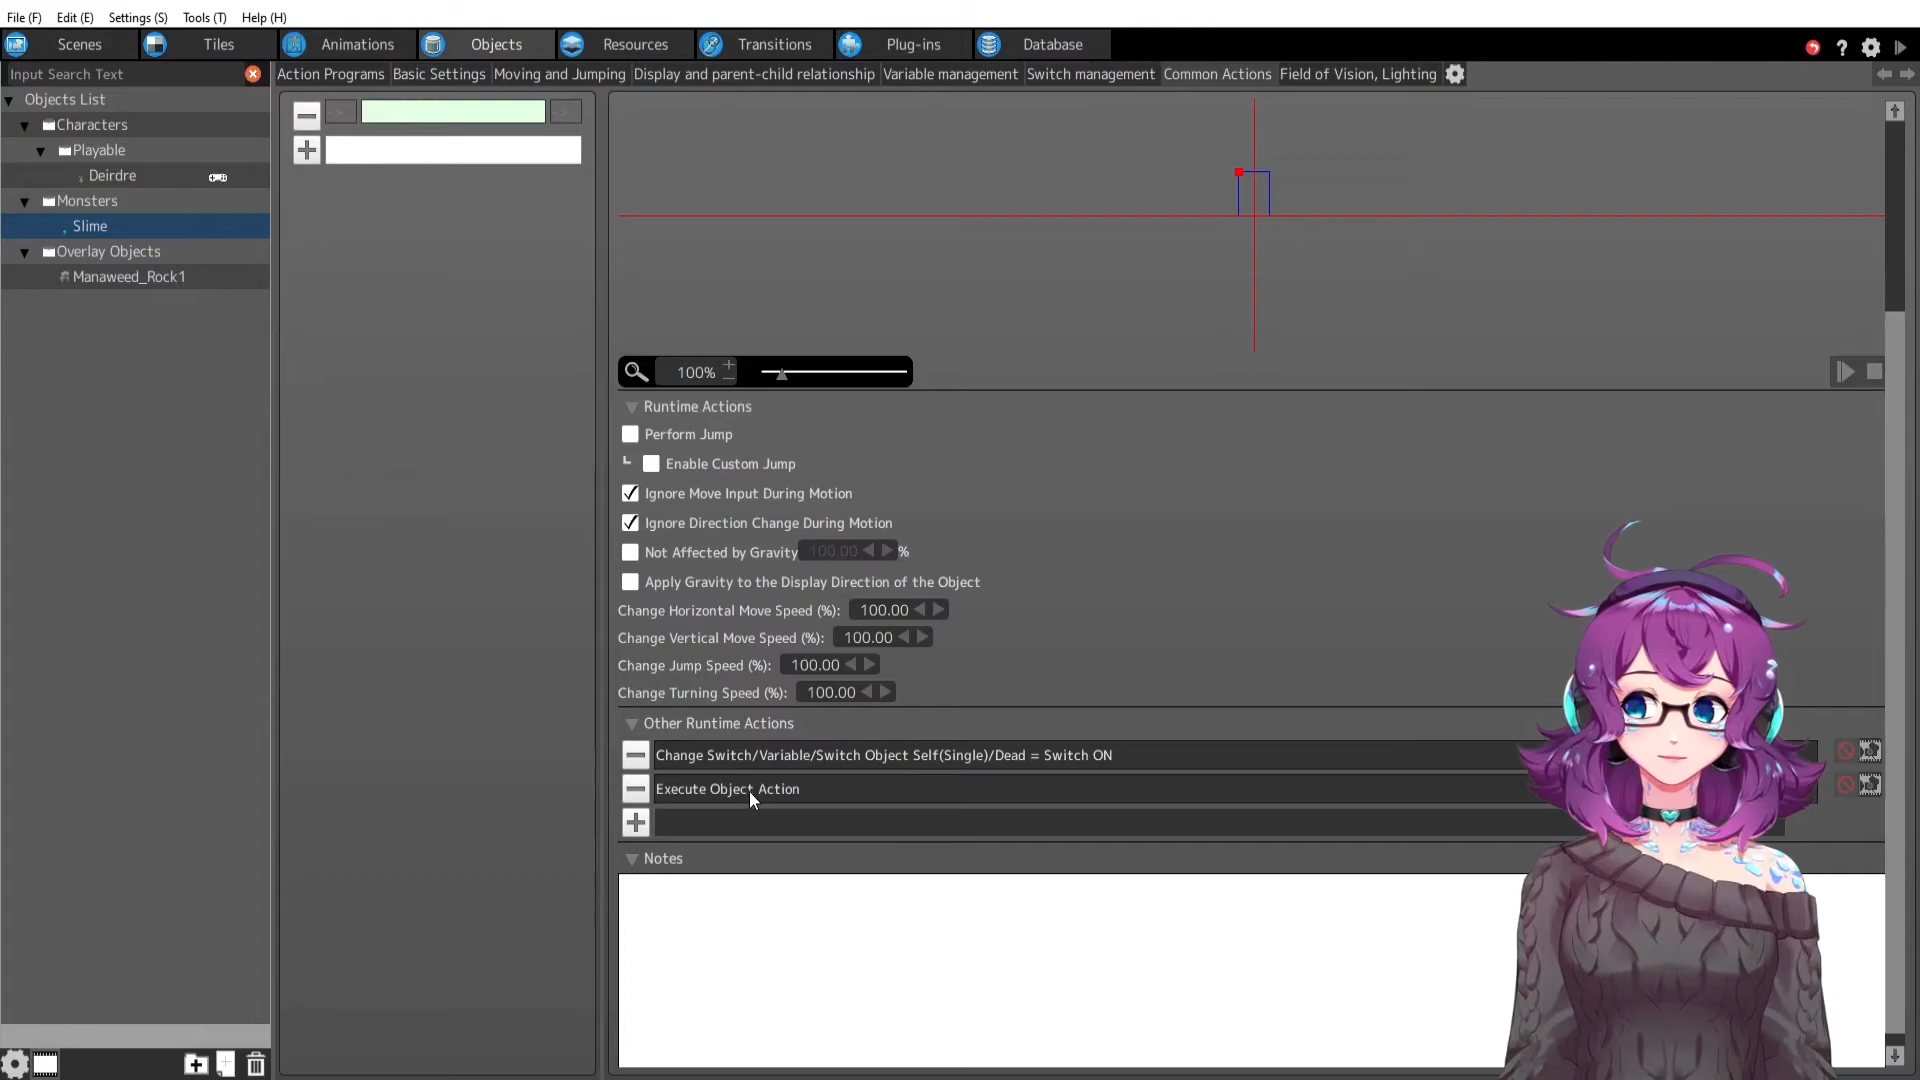 File (F) Edit (E) Settings (S) Tools (T) Help (H)
Scenes Tiles Animations Objects Resources Transitions Plug-ins Database
Input Search Text
Action Programs Basic Settings Moving and Jumping Display and parent-child relationship Variable management Switch management Common Actions Field of Vision, Lighting
Objects List
Characters
Playable
Deirdre
Monsters
Slime
Overlay Objects
Manaweed_Rock1
100%
Runtime Actions
Perform Jump
Enable Custom Jump
Ignore Move Input During Motion
Ignore Direction Change During Motion
Not Affected by Gravity 100.00 %
Apply Gravity to the Display Direction of the Object
Change Horizontal Move Speed (%): 100.00
Change Vertical Move Speed (%): 100.00
Change Jump Speed (%): 100.00
Change Turning Speed (%): 100.00
Other Runtime Actions
Change Switch/Variable/Switch Object Self(Single)/Dead = Switch ON
Execute Object Action
Notes